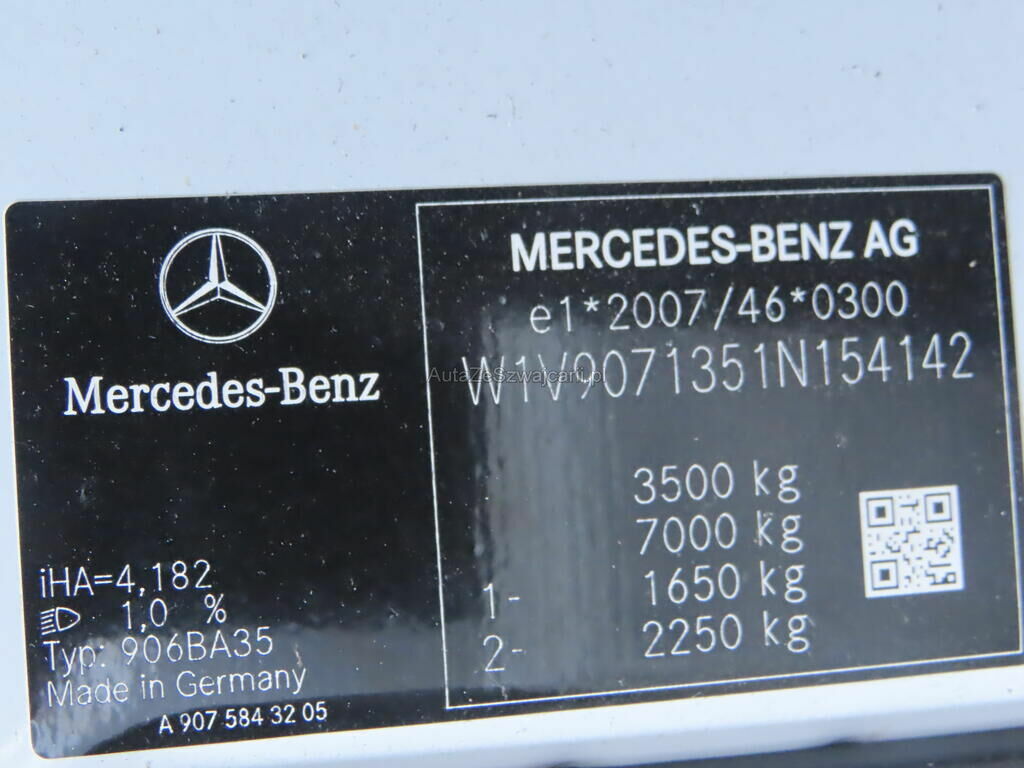 Mercedes-Benz
iHA=4,182
1,0 %
Typ: 906BA35
Made in Germany
A 907 584 32 05
MERCEDES-BENZ AG
e1*2007/46*0300
W1V9071351N154142
AutaZeSzwajcarii.pl
3500 kg
7000 kg
1- 1650 kg
2- 2250 kg